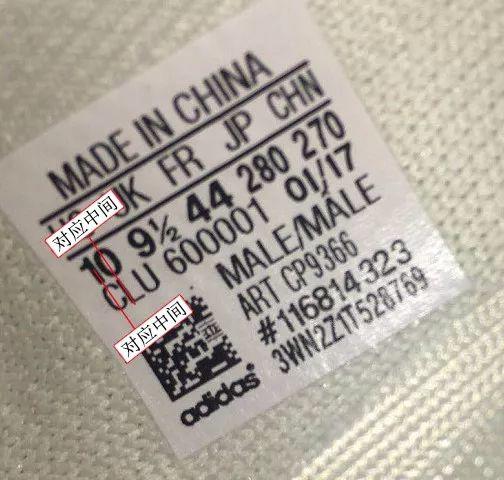 MADE IN CHINA
UK FR JP CHN
10 9½ 44 280 270
CLU 600001 01/17
MALE/MALE
ART CP9366
#116814323
3WN2Z1T528769
adidas
对应中间
对应中间